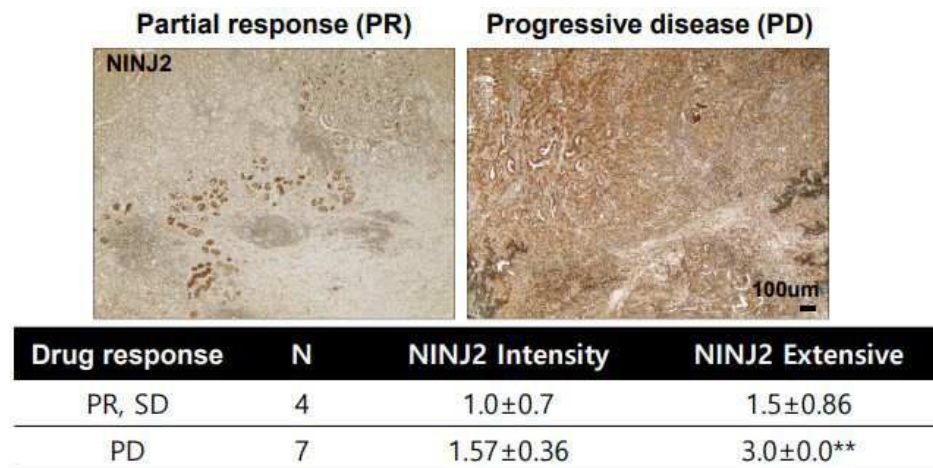 Partial response (PR) Progressive disease (PD)
NINJ2
100um
Drug response N NINJ2 Intensity NINJ2 Extensive
PR, SD 4 1.0±0.7 1.5±0.86
PD 7 1.57±0.36 3.0±0.0**